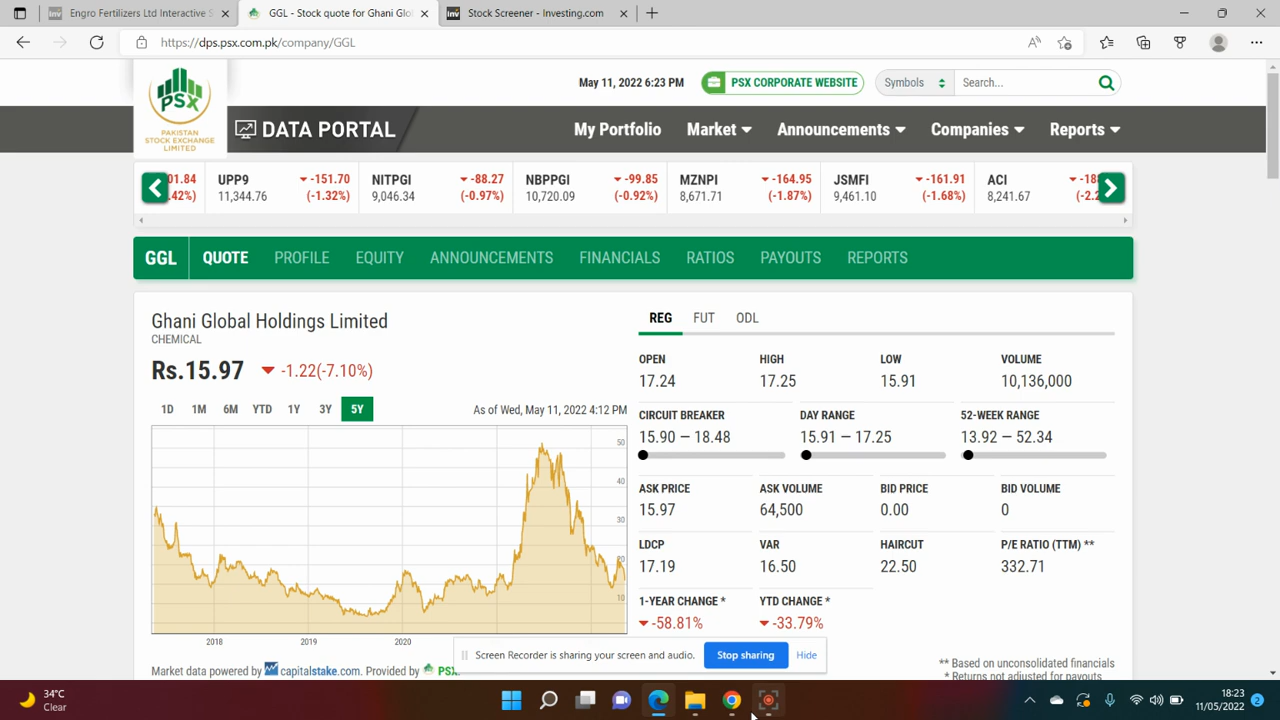 Engro Fertilizers Ltd Interactive S
GGL - Stock quote for Ghani Glo
Stock Screener - Investing.com
https://dps.psx.com.pk/company/GGL
PSX
PAKISTAN
STOCK EXCHANGE
LIMITED
May 11, 2022 6:23 PM
PSX CORPORATE WEBSITE
Symbols
Search...
DATA PORTAL
My Portfolio
Market
Announcements
Companies
Reports
01.84
.42%)
UPP9 -151.70
11,344.76 (-1.32%)
NITPGI -88.27
9,046.34 (-0.97%)
NBPPGI -99.85
10,720.09 (-0.92%)
MZNPI -164.95
8,671.71 (-1.87%)
JSMFI -161.91
9,461.10 (-1.68%)
ACI -18
8,241.67 (-2.
GGL QUOTE PROFILE EQUITY ANNOUNCEMENTS FINANCIALS RATIOS PAYOUTS REPORTS
Ghani Global Holdings Limited
CHEMICAL
Rs.15.97 -1.22(-7.10%)
1D 1M 6M YTD 1Y 3Y 5Y
As of Wed, May 11, 2022 4:12 PM
50
40
30
20
10
2018 2019 2020
Market data powered by capitalstake.com. Provided by PSX.
REG FUT ODL
OPEN HIGH LOW VOLUME
17.24 17.25 15.91 10,136,000
CIRCUIT BREAKER DAY RANGE 52-WEEK RANGE
15.90 — 18.48 15.91 — 17.25 13.92 — 52.34
ASK PRICE ASK VOLUME BID PRICE BID VOLUME
15.97 64,500 0.00 0
LDCP VAR HAIRCUT P/E RATIO (TTM) **
17.19 16.50 22.50 332.71
1-YEAR CHANGE * YTD CHANGE *
-58.81% -33.79%
** Based on unconsolidated financials
* Returns not adjusted for payouts
Screen Recorder is sharing your screen and audio.
Stop sharing
Hide
34°C
Clear
18:23
11/05/2022
2